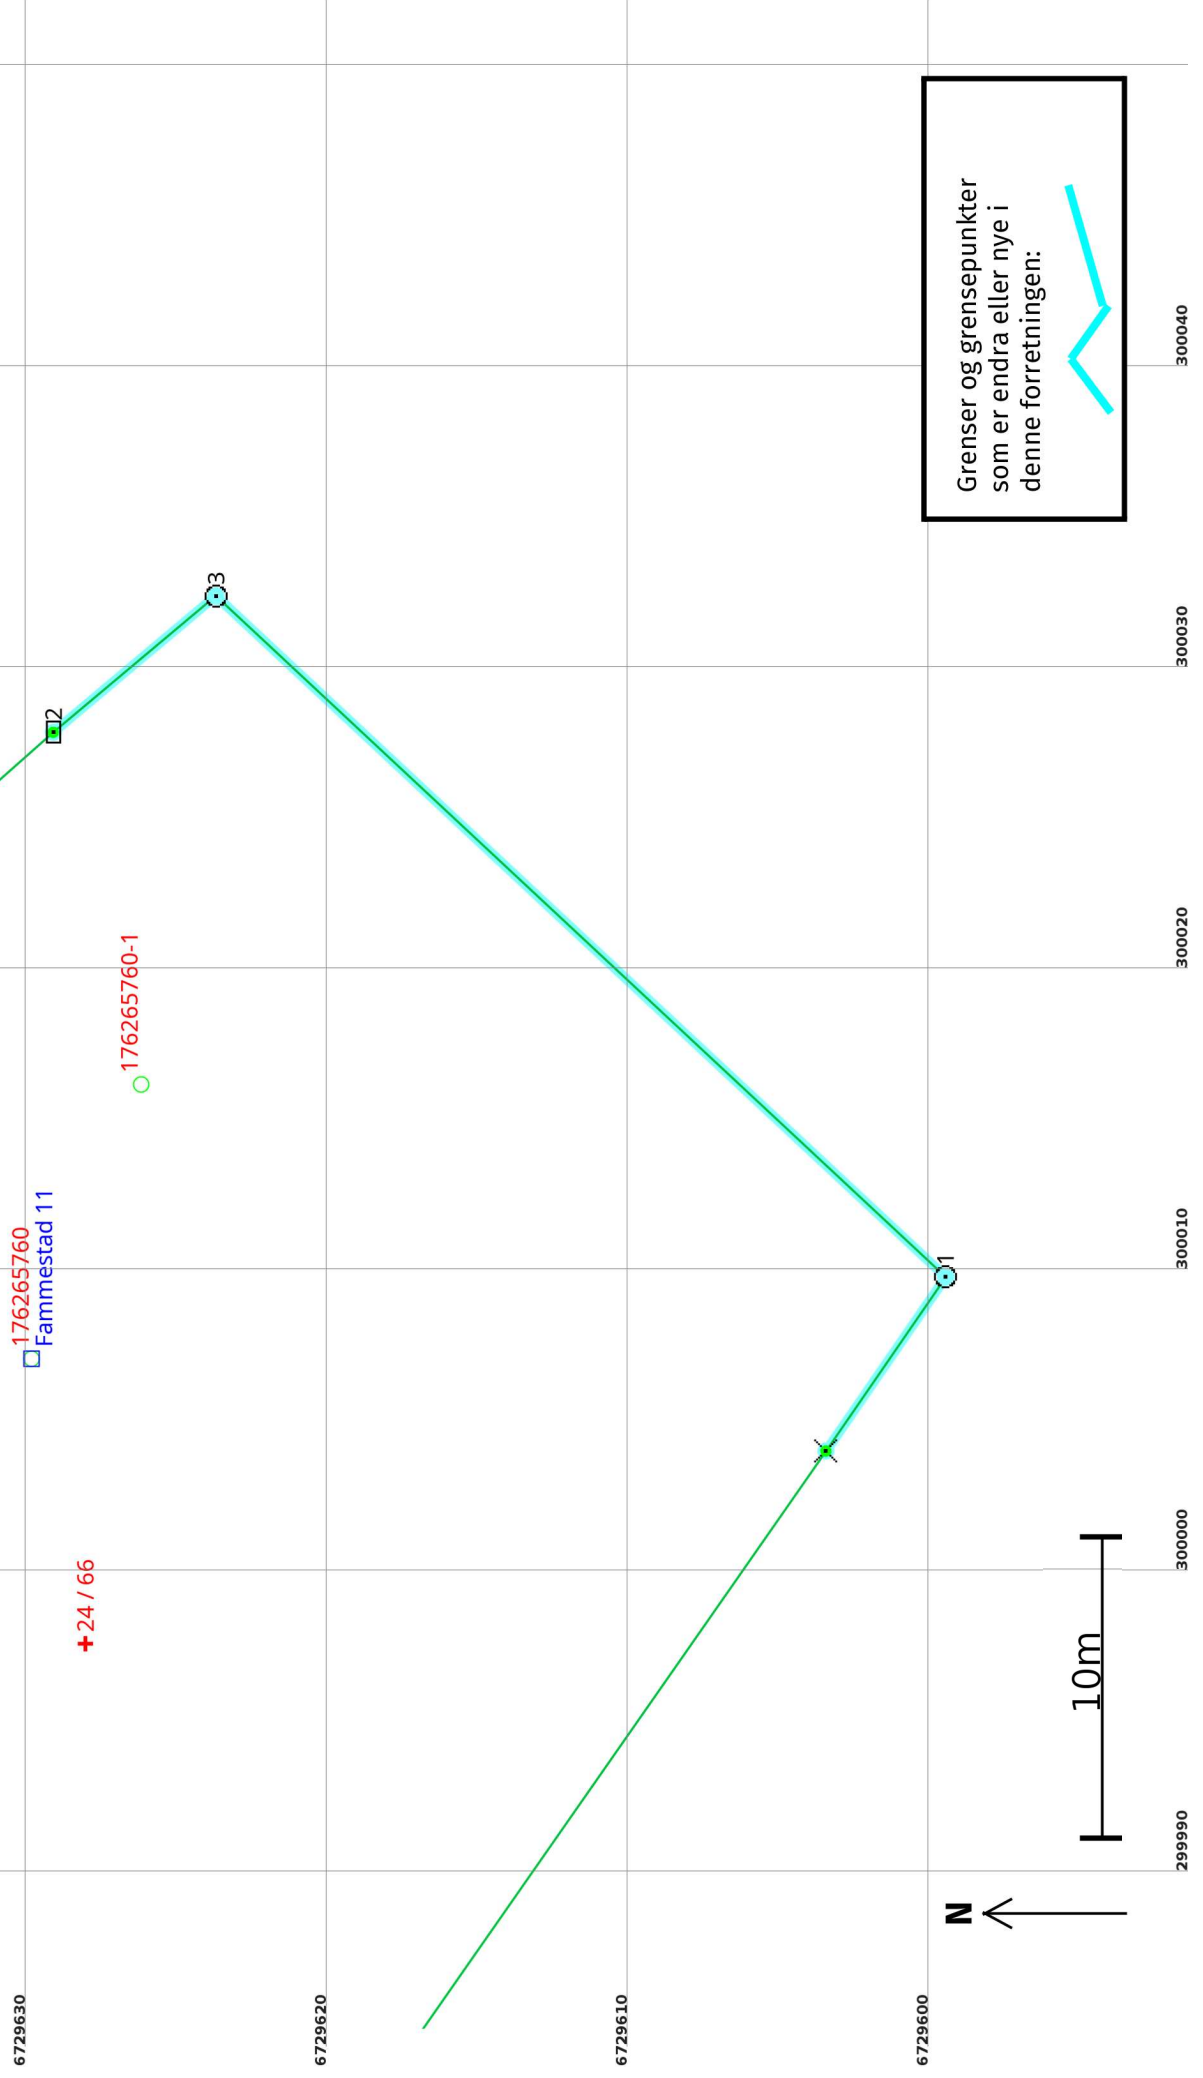 6729630
6729620
6729610
6729600
176265760
Fammestad 11
176265760-1
24 / 66
2
3
1
Grenser og grensepunkter
som er endra eller nye i
denne forretningen:
N
10m
299990
300000
300010
300020
300030
300040